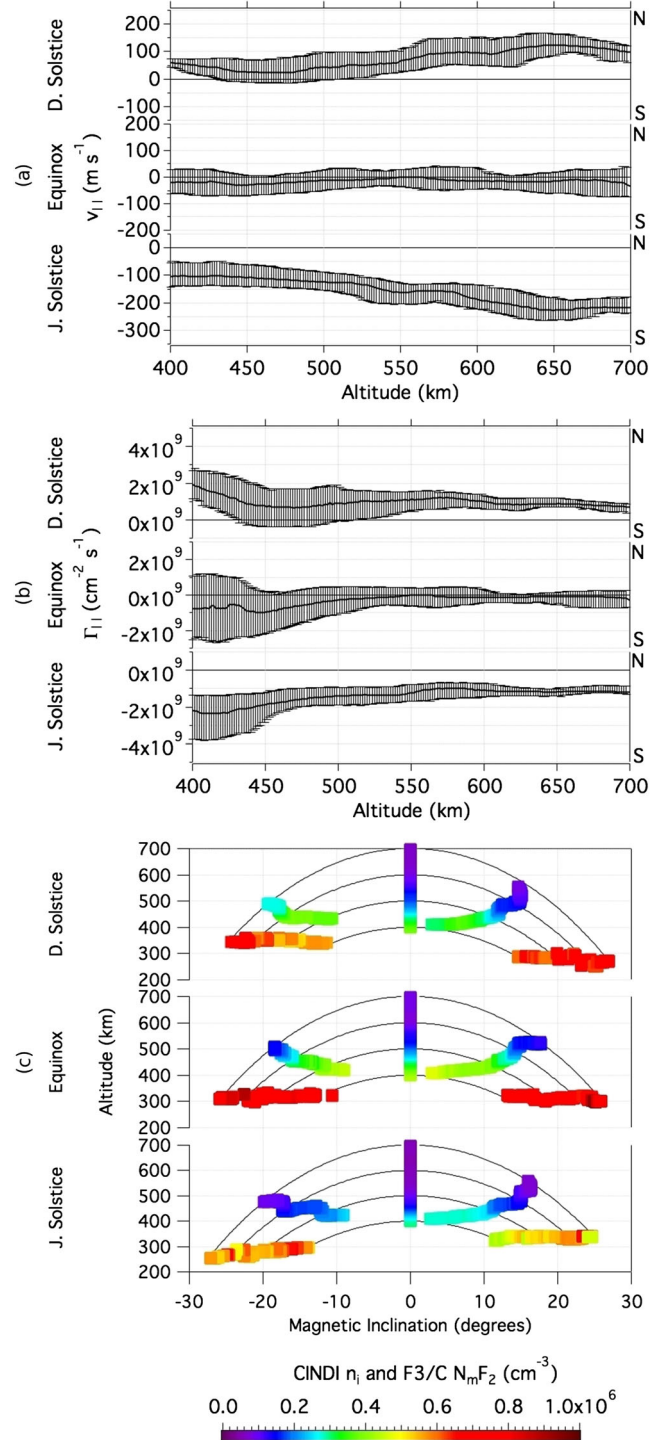 (a)
D. Solstice
200
100
0
-100
N
S
Equinox
v|| (m s⁻¹)
200
100
0
-100
-200
N
S
J. Solstice
0
-100
-200
-300
N
S
400 450 500 550 600 650 700
Altitude (km)
(b)
D. Solstice
4x10⁹
2x10⁹
0x10⁹
N
S
Equinox
Γ|| (cm⁻² s⁻¹)
2x10⁹
0x10⁹
-2x10⁹
N
S
J. Solstice
0x10⁹
-2x10⁹
-4x10⁹
N
S
400 450 500 550 600 650 700
Altitude (km)
(c)
D. Solstice
700
600
500
400
300
200
Equinox
Altitude (km)
700
600
500
400
300
200
J. Solstice
700
600
500
400
300
200
-30 -20 -10 0 10 20 30
Magnetic Inclination (degrees)
CINDI nᵢ and F3/C NₘF₂ (cm⁻³)
0.0 0.2 0.4 0.6 0.8 1.0x10⁶